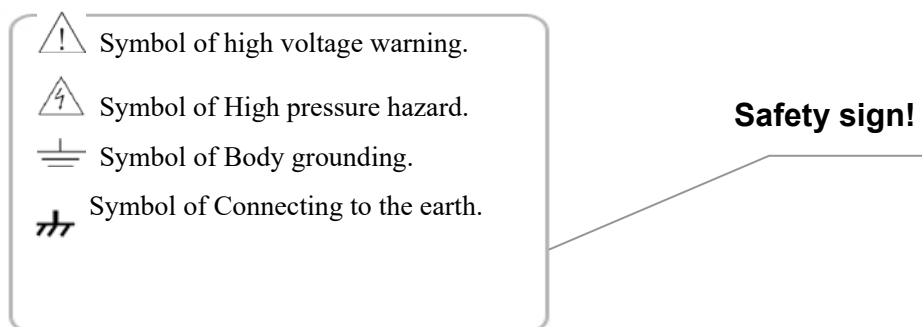 Symbol of high voltage warning.
Symbol of High pressure hazard.
Symbol of Body grounding.
Symbol of Connecting to the earth.
Safety sign!